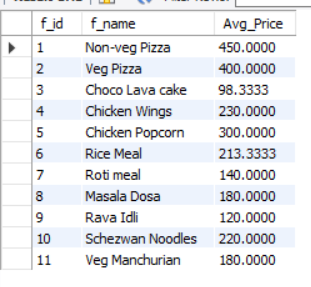 f_id f_name Avg_Price
1 Non-veg Pizza 450.0000
2 Veg Pizza 400.0000
3 Choco Lava cake 98.3333
4 Chicken Wings 230.0000
5 Chicken Popcorn 300.0000
6 Rice Meal 213.3333
7 Roti meal 140.0000
8 Masala Dosa 180.0000
9 Rava Idli 120.0000
10 Schezwan Noodles 220.0000
11 Veg Manchurian 180.0000